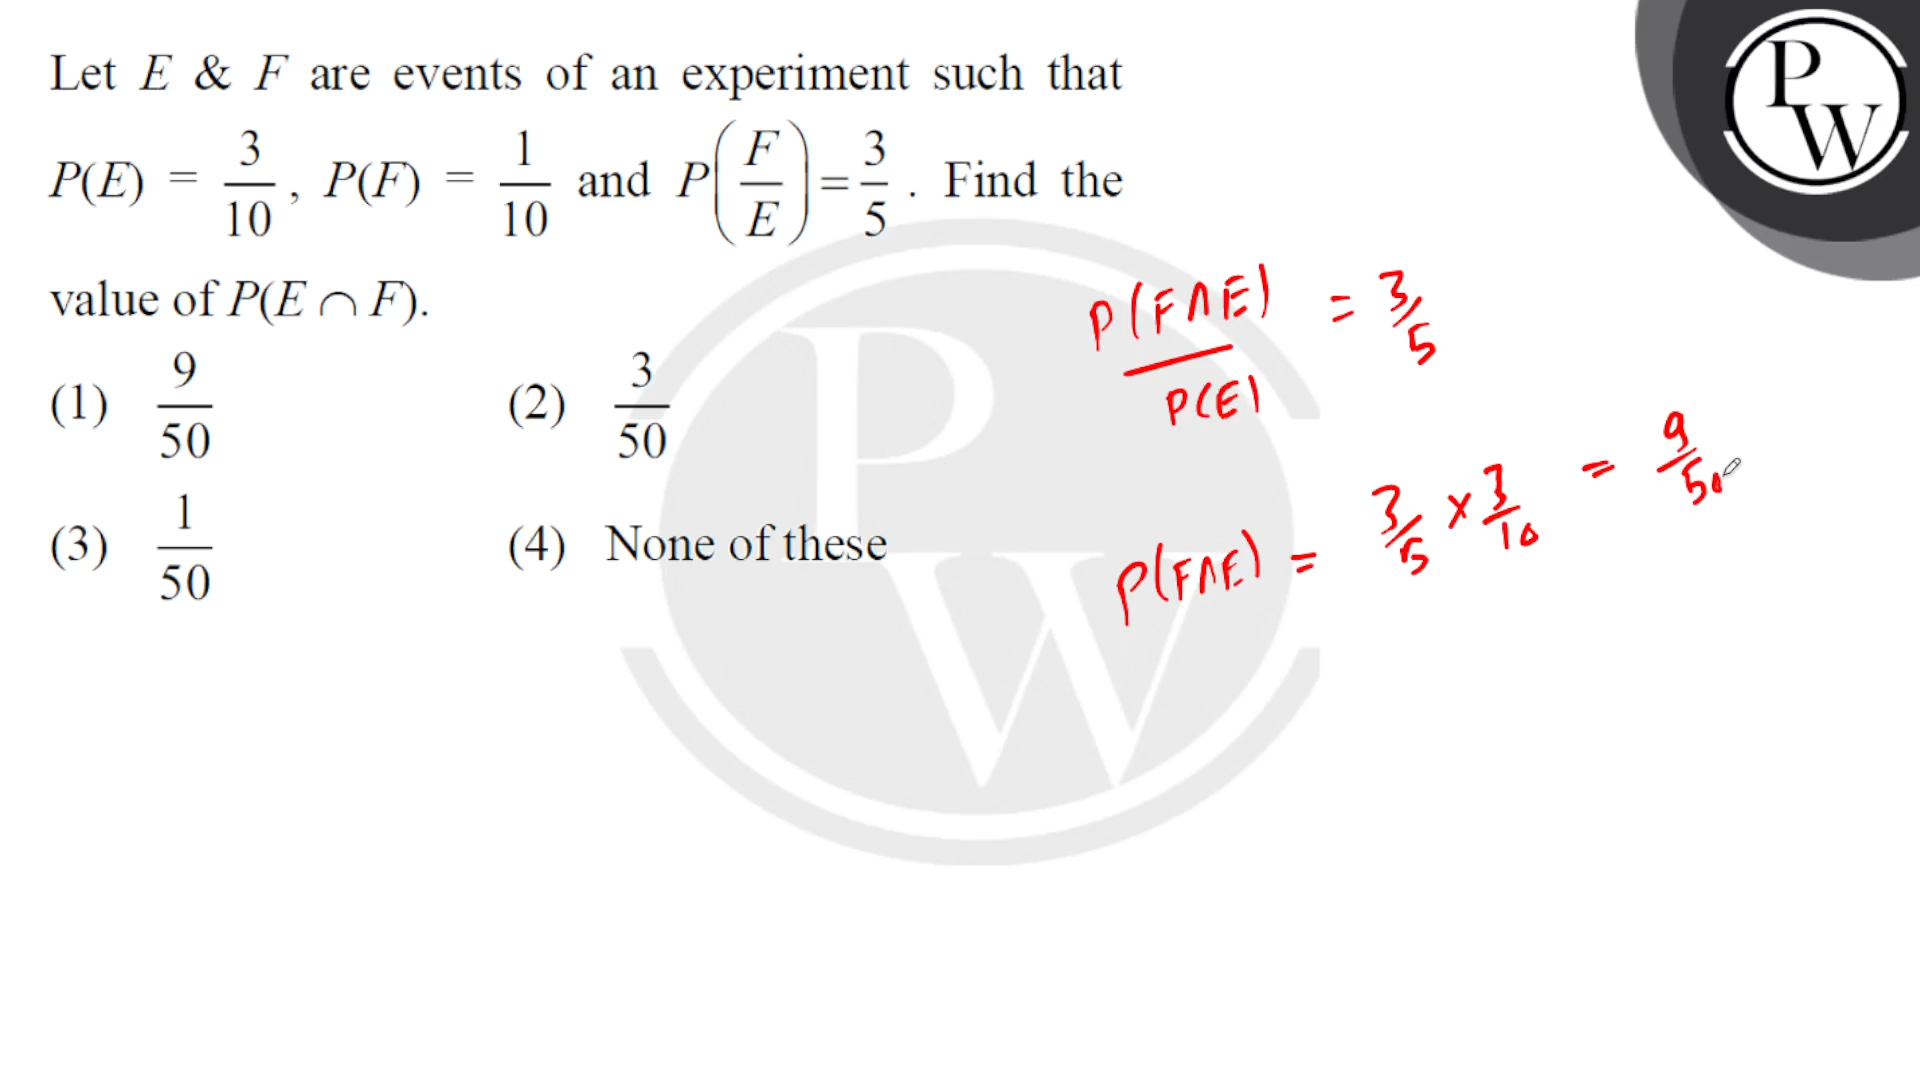 Let E & F are events of an experiment such that
P(E) = 3/10, P(F) = 1/10 and P(F/E) = 3/5. Find the
value of P(E ∩ F).
(1) 9/50 (2) 3/50
(3) 1/50 (4) None of these
P(F∩E)/P(E) = 3/5
P(F∩E) = 3/5 × 3/10 = 9/50
PW
PW